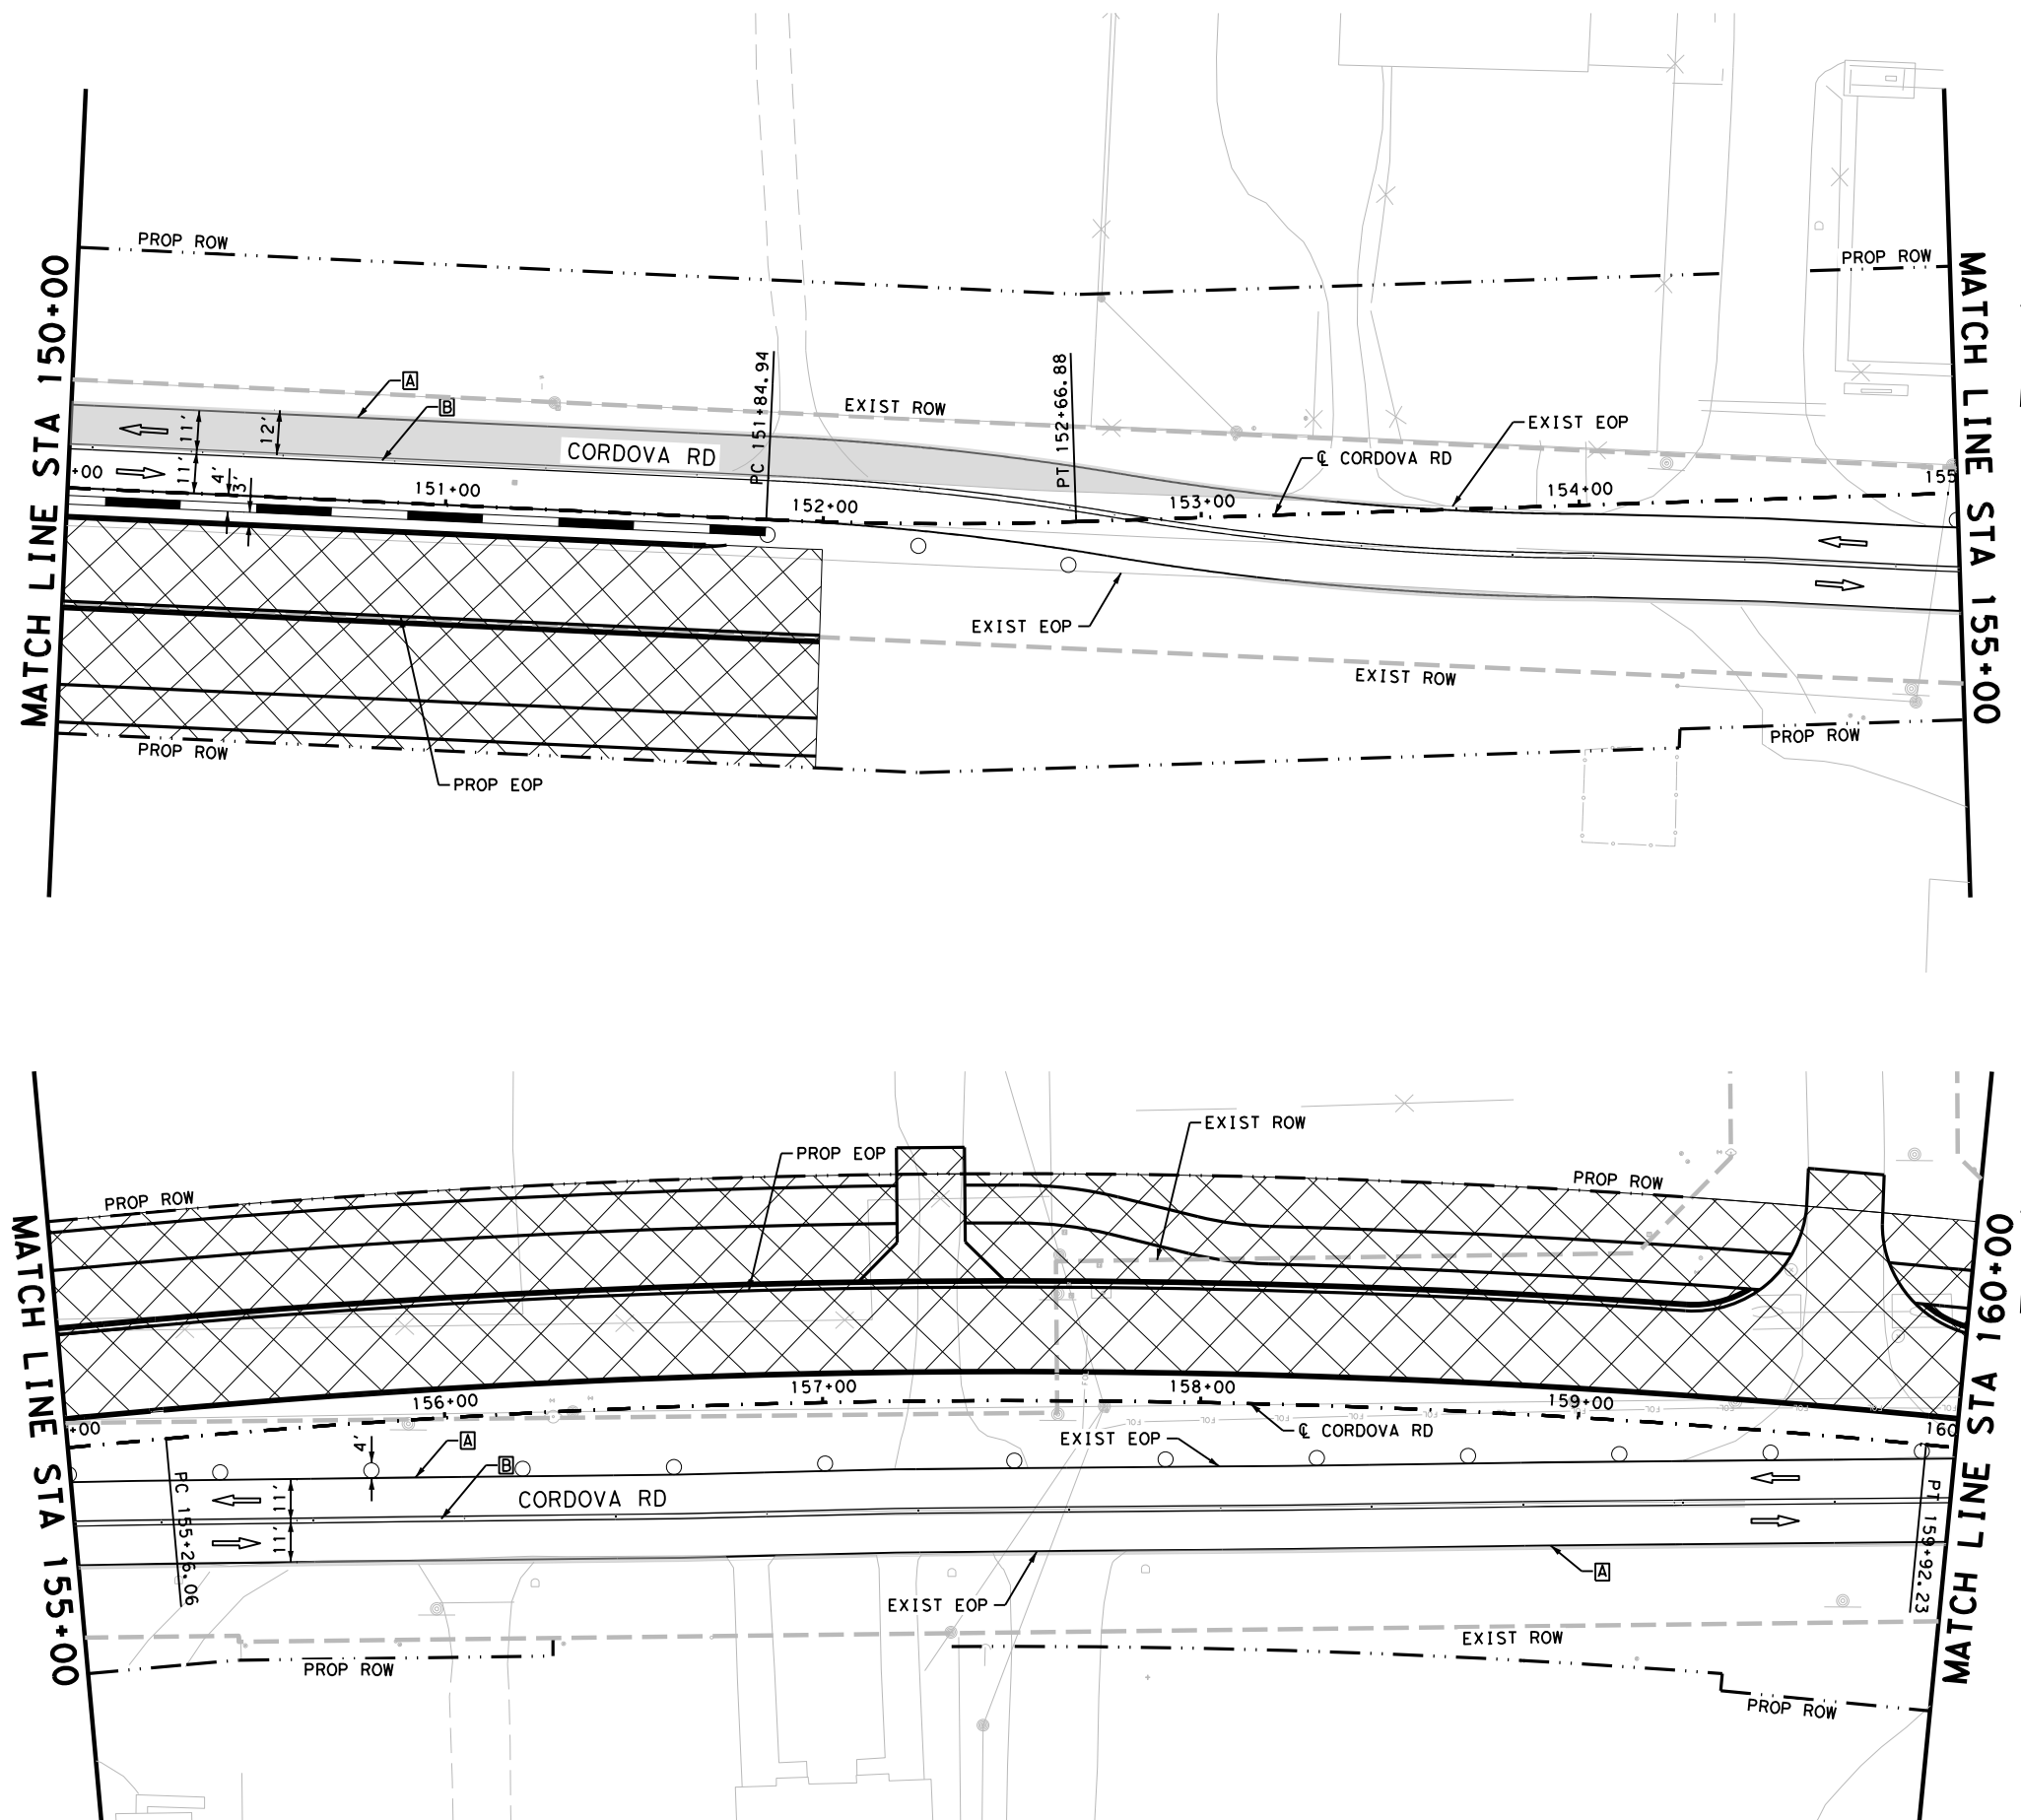 MATCH LINE STA 150+00
PROP ROW
A
B
EXIST ROW
11'
12'
CORDOVA RD
PC 151+84.94
PT 152+66.88
EXIST EOP
℄ CORDOVA RD
PROP ROW
MATCH LINE STA 155+00
+00
11'
4'
3'
151+00
152+00
153+00
154+00
155
EXIST EOP
EXIST ROW
PROP ROW
PROP ROW
PROP EOP
MATCH LINE STA 155+00
PROP ROW
PROP EOP
EXIST ROW
PROP ROW
MATCH LINE STA 160+00
+00
156+00
157+00
158+00
159+00
160
4'
A
B
EXIST EOP
℄ CORDOVA RD
PC 155+26.06
11'
11'
CORDOVA RD
PT 159+92.23
A
EXIST EOP
EXIST ROW
PROP ROW
PROP ROW